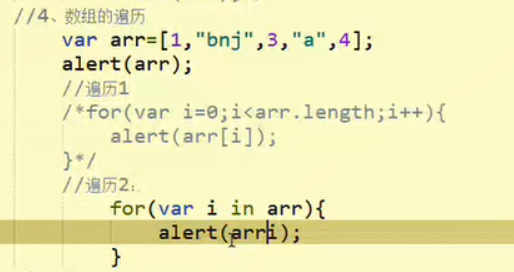 //4、数组的遍历
var arr=[1,"bnj",3,"a",4];
alert(arr);
//遍历1
/*for(var i=0;i<arr.length;i++){
alert(arr[i]);
}*/
//遍历2:
for(var i in arr){
alert(arri);
}